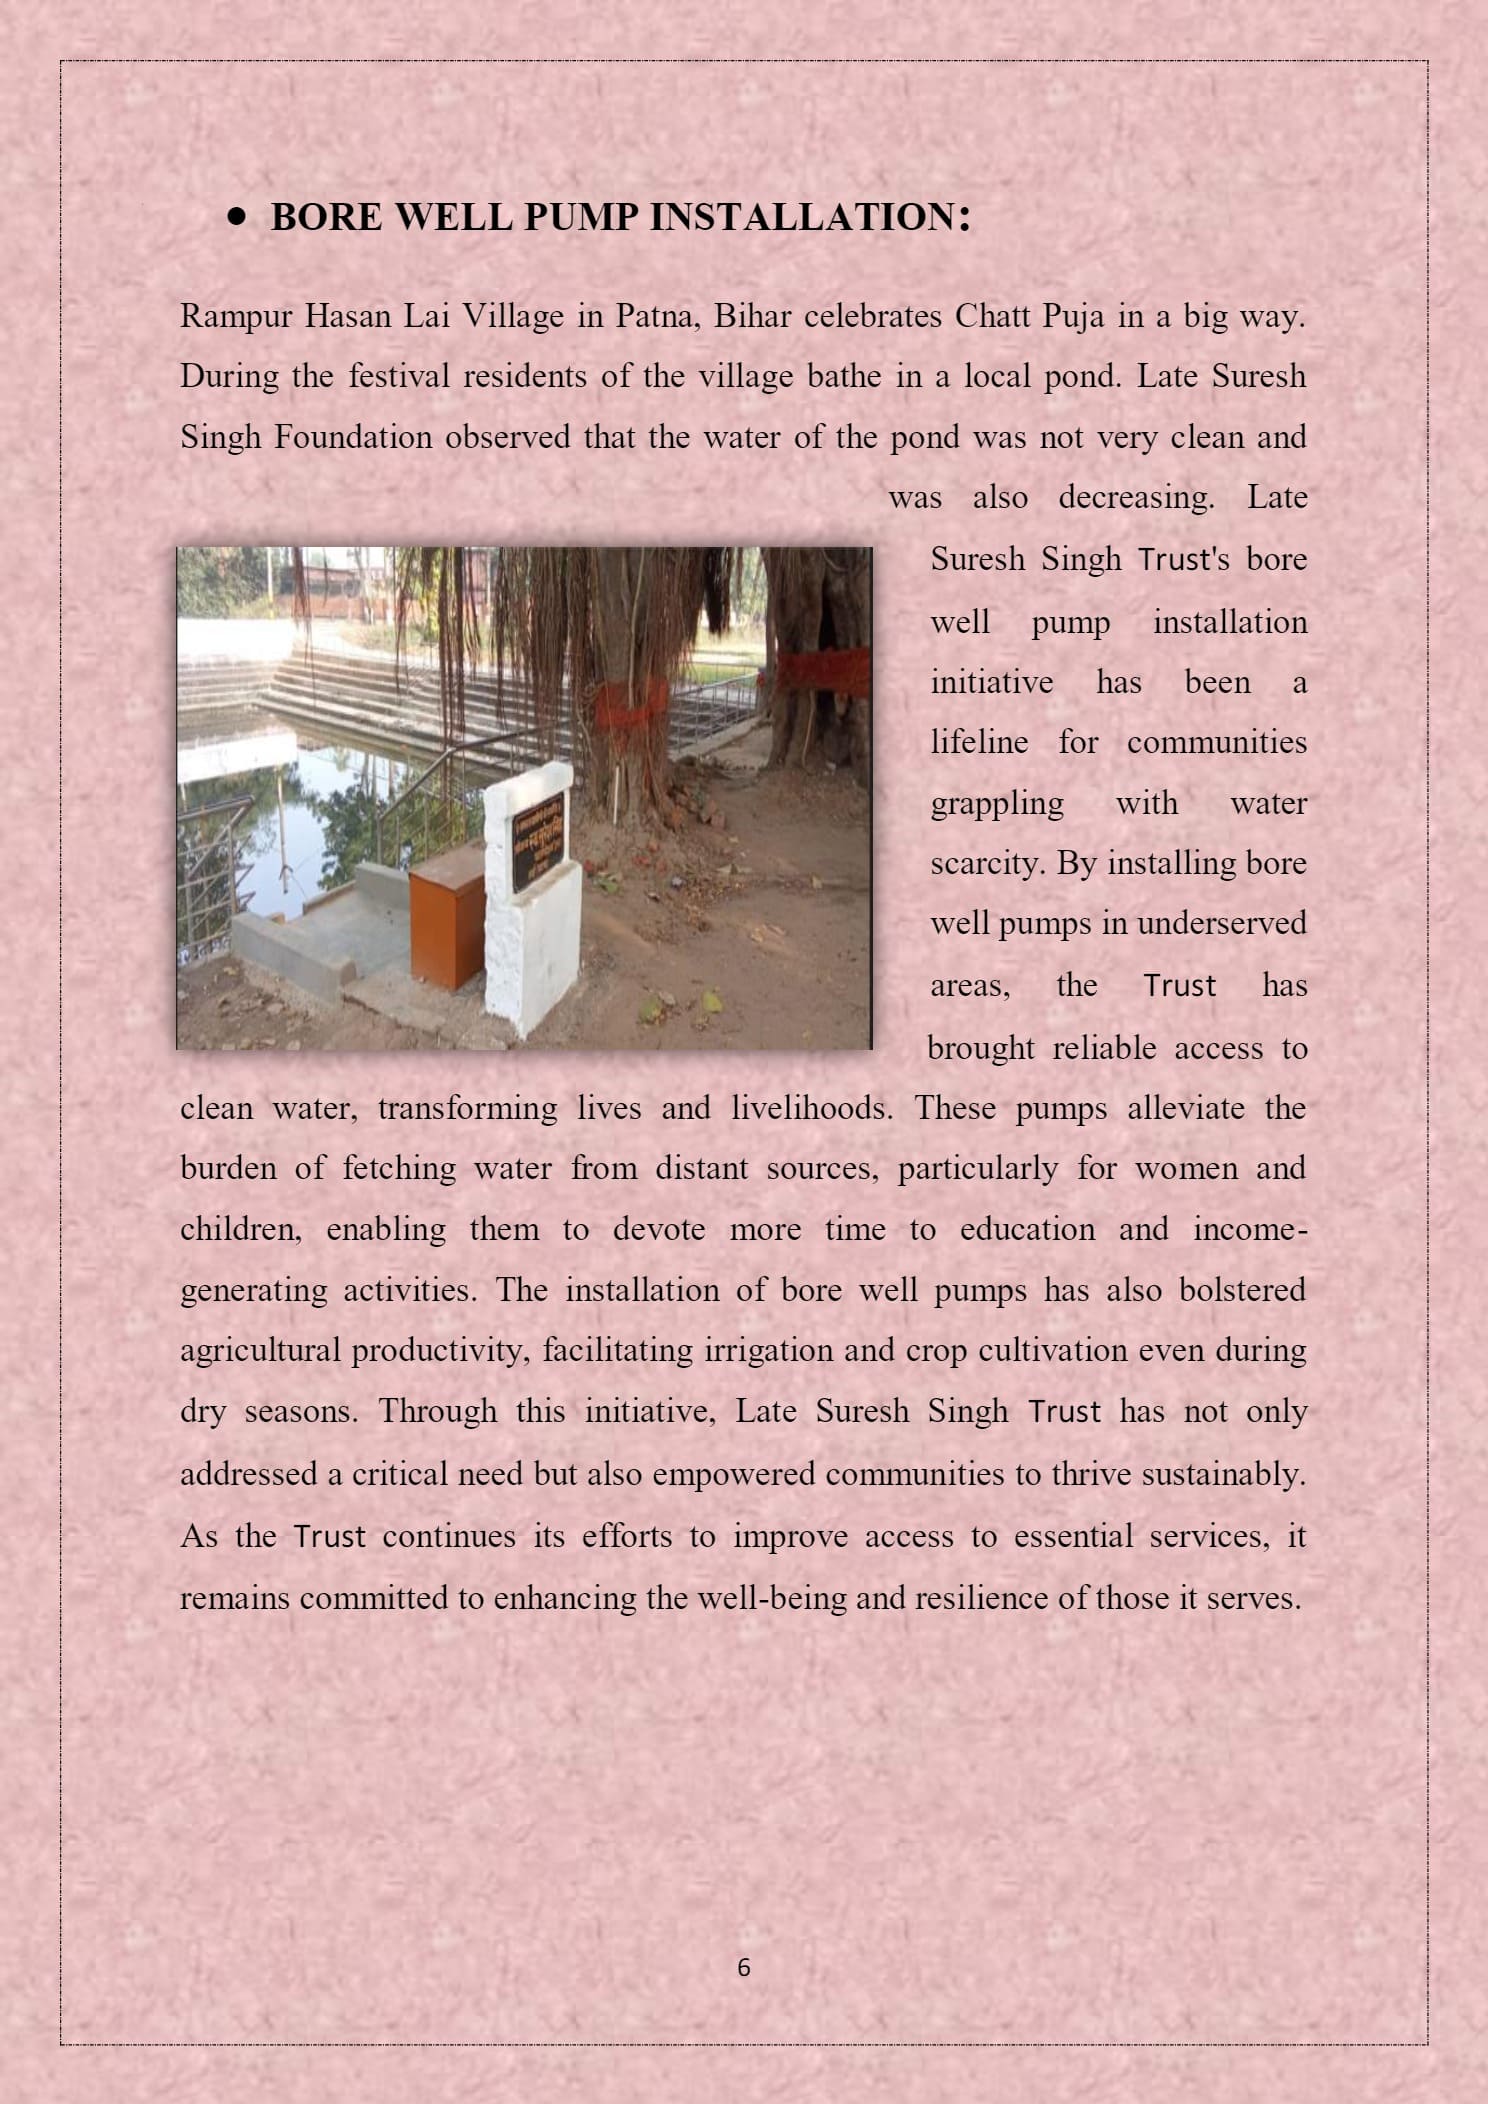 • BORE WELL PUMP INSTALLATION:
Rampur Hasan Lai Village in Patna, Bihar celebrates Chatt Puja in a big way.
During the festival residents of the village bathe in a local pond. Late Suresh
Singh Foundation observed that the water of the pond was not very clean and
was also decreasing. Late
Suresh Singh Trust's bore
well pump installation
initiative has been a
lifeline for communities
grappling with water
scarcity. By installing bore
well pumps in underserved
areas, the Trust has
brought reliable access to
clean water, transforming lives and livelihoods. These pumps alleviate the
burden of fetching water from distant sources, particularly for women and
children, enabling them to devote more time to education and income-
generating activities. The installation of bore well pumps has also bolstered
agricultural productivity, facilitating irrigation and crop cultivation even during
dry seasons. Through this initiative, Late Suresh Singh Trust has not only
addressed a critical need but also empowered communities to thrive sustainably.
As the Trust continues its efforts to improve access to essential services, it
remains committed to enhancing the well-being and resilience of those it serves.
6